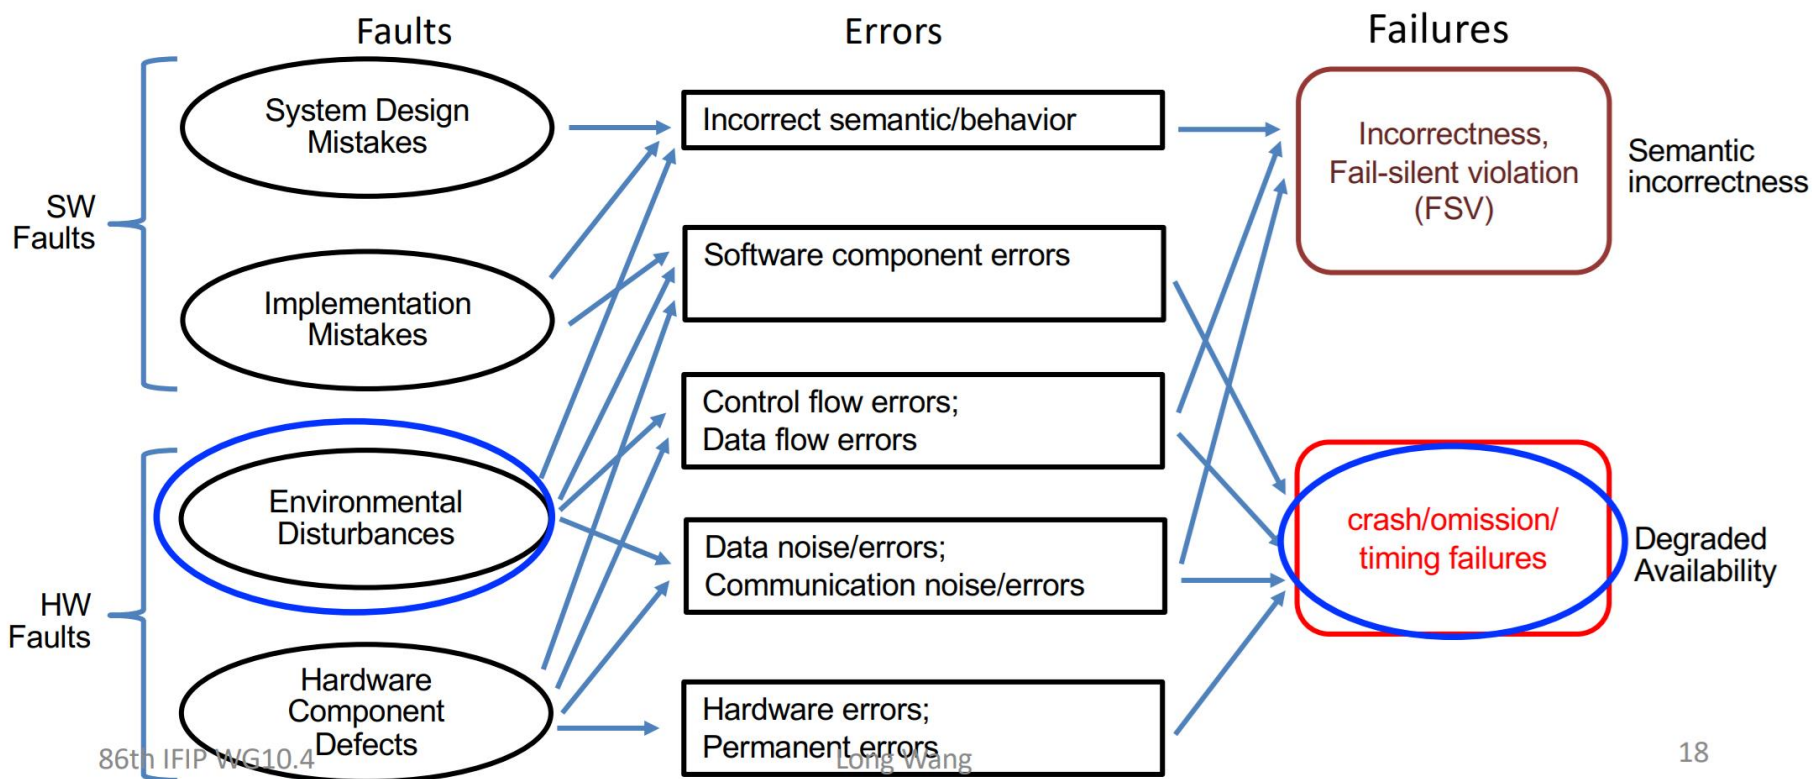 Faults
Errors
Failures
System Design
Mistakes
Incorrect semantic/behavior
Incorrectness,
Fail-silent violation
(FSV)
Semantic
incorrectness
SW
Faults
Software component errors
Implementation
Mistakes
Control flow errors;
Data flow errors
Environmental
Disturbances
crash/omission/
timing failures
Degraded
Availability
Data noise/errors;
Communication noise/errors
HW
Faults
Hardware
Component
Defects
Hardware errors;
Permanent errors
86th IFIP WG10.4
Long Wang
18